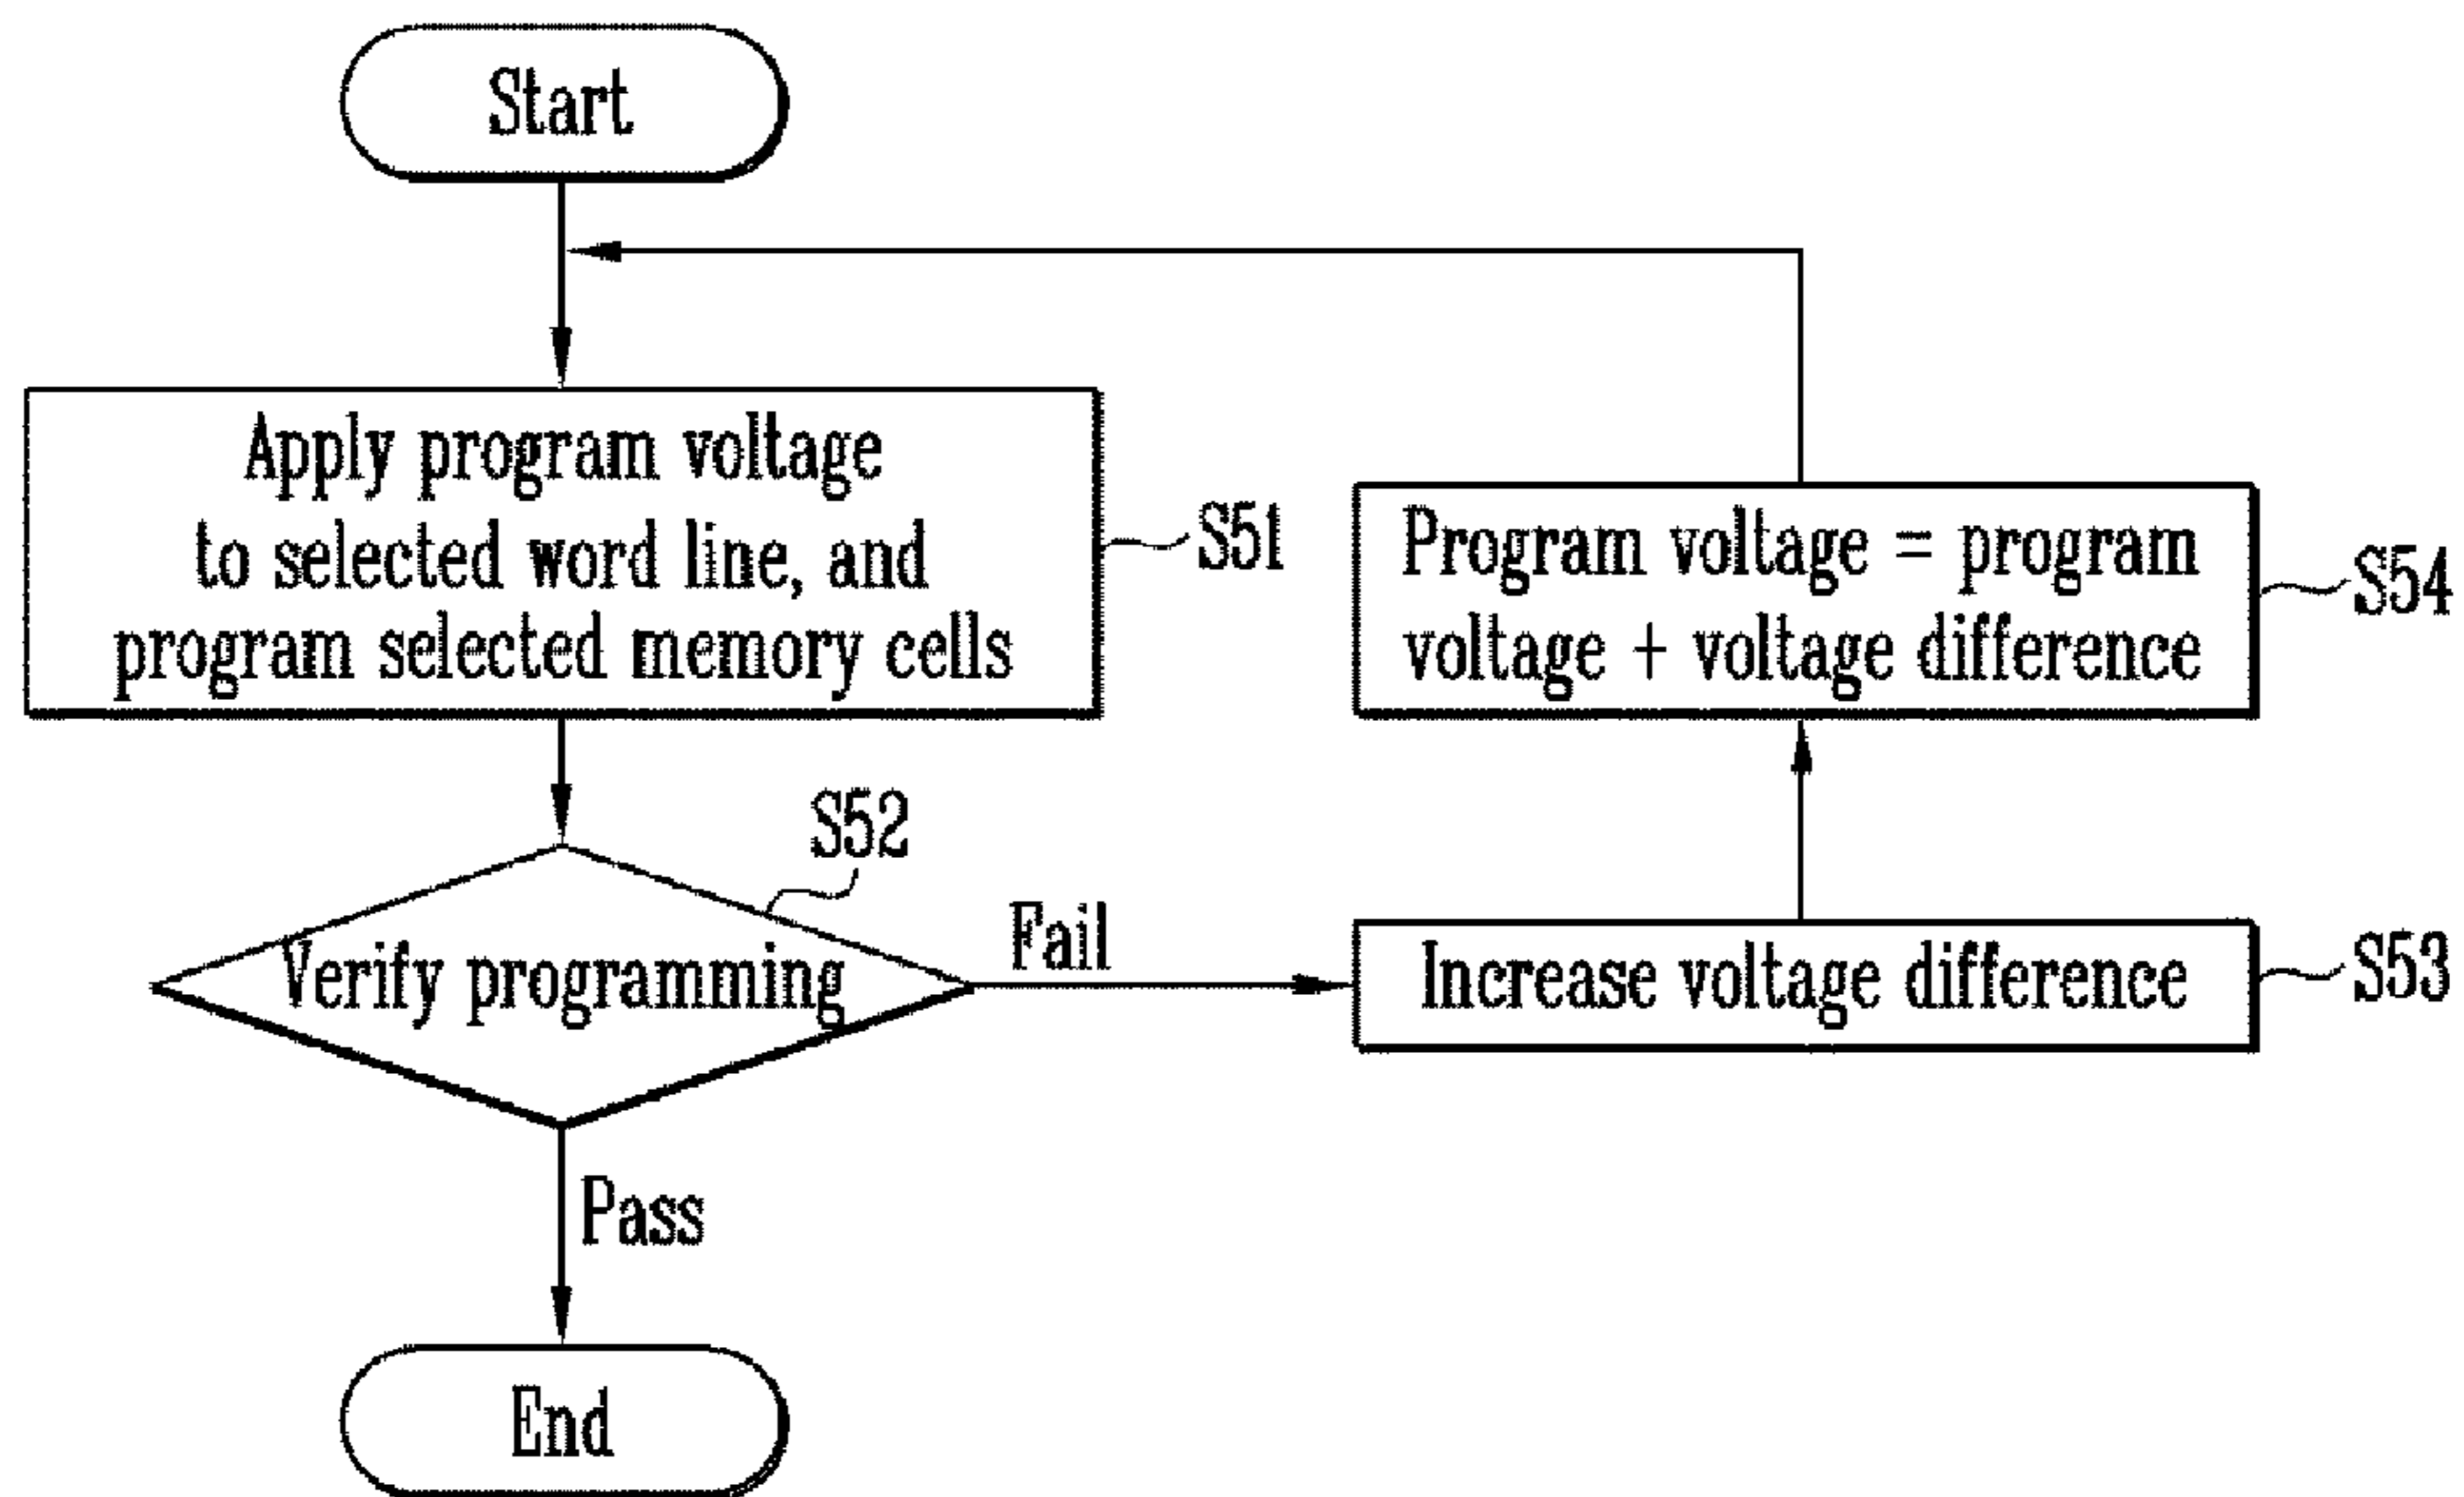 Start
Apply program voltage
to selected word line, and
program selected memory cells
S51
Program voltage = program
voltage + voltage difference
S54
S52
Verify programming
Fail
Increase voltage difference
S53
Pass
End